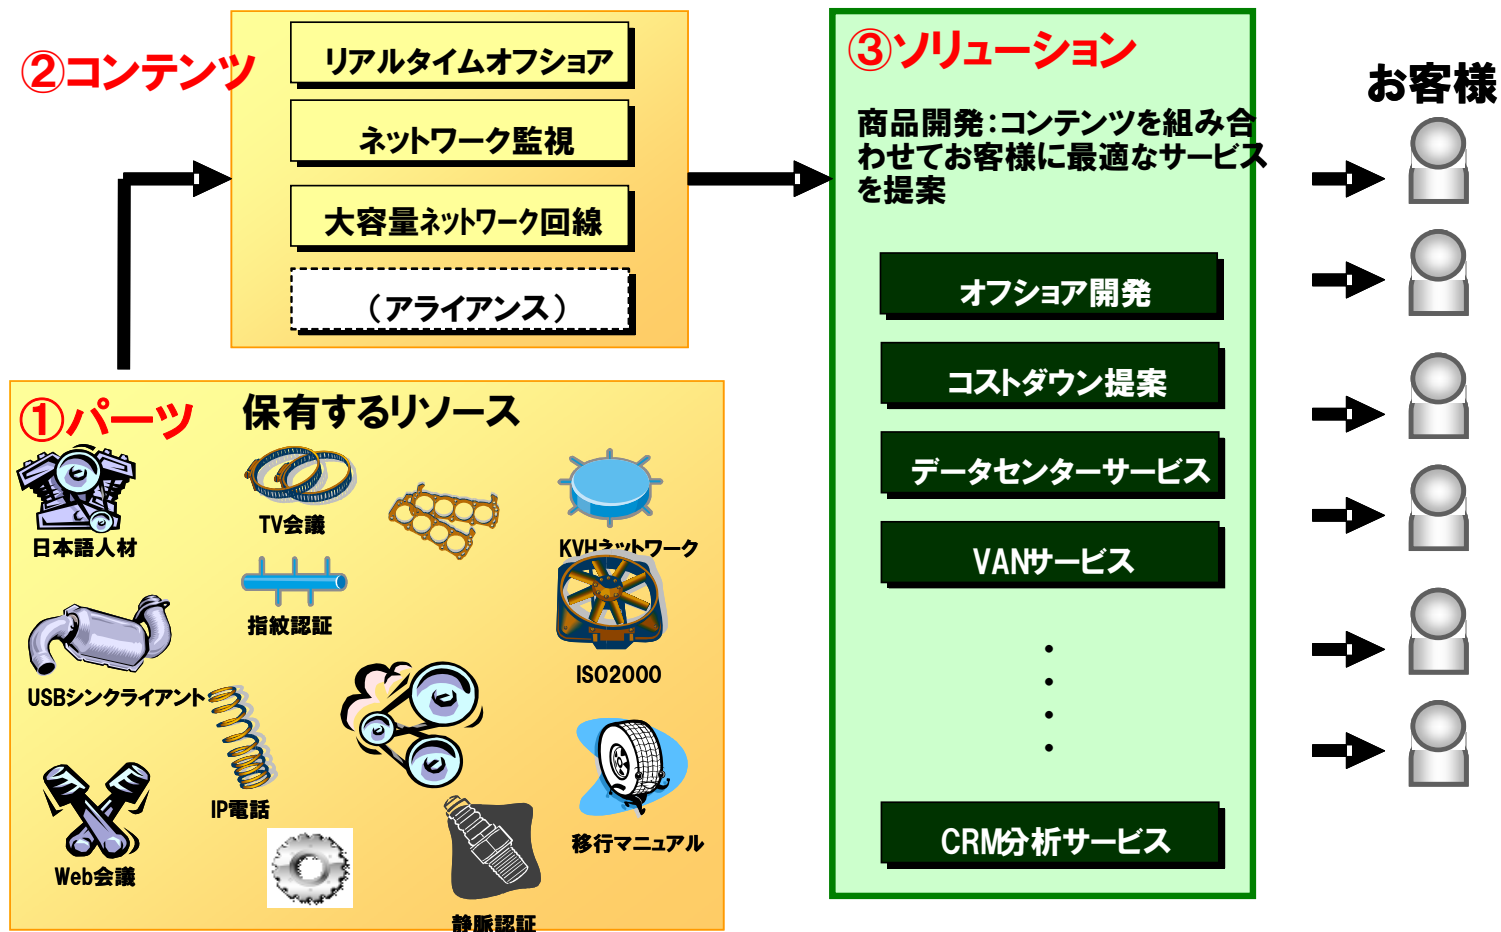 ②コンテンツ
リアルタイムオフショア
ネットワーク監視
大容量ネットワーク回線
（アライアンス）
①パーツ
保有するリソース
日本語人材
TV会議
KVHネットワーク
指紋認証
ISO2000
USBシンクライアント
IP電話
移行マニュアル
Web会議
静脈認証
③ソリューション
商品開発：コンテンツを組み合
わせてお客様に最適なサービス
を提案
オフショア開発
コストダウン提案
データセンターサービス
VANサービス
・
・
・
・
CRM分析サービス
お客様